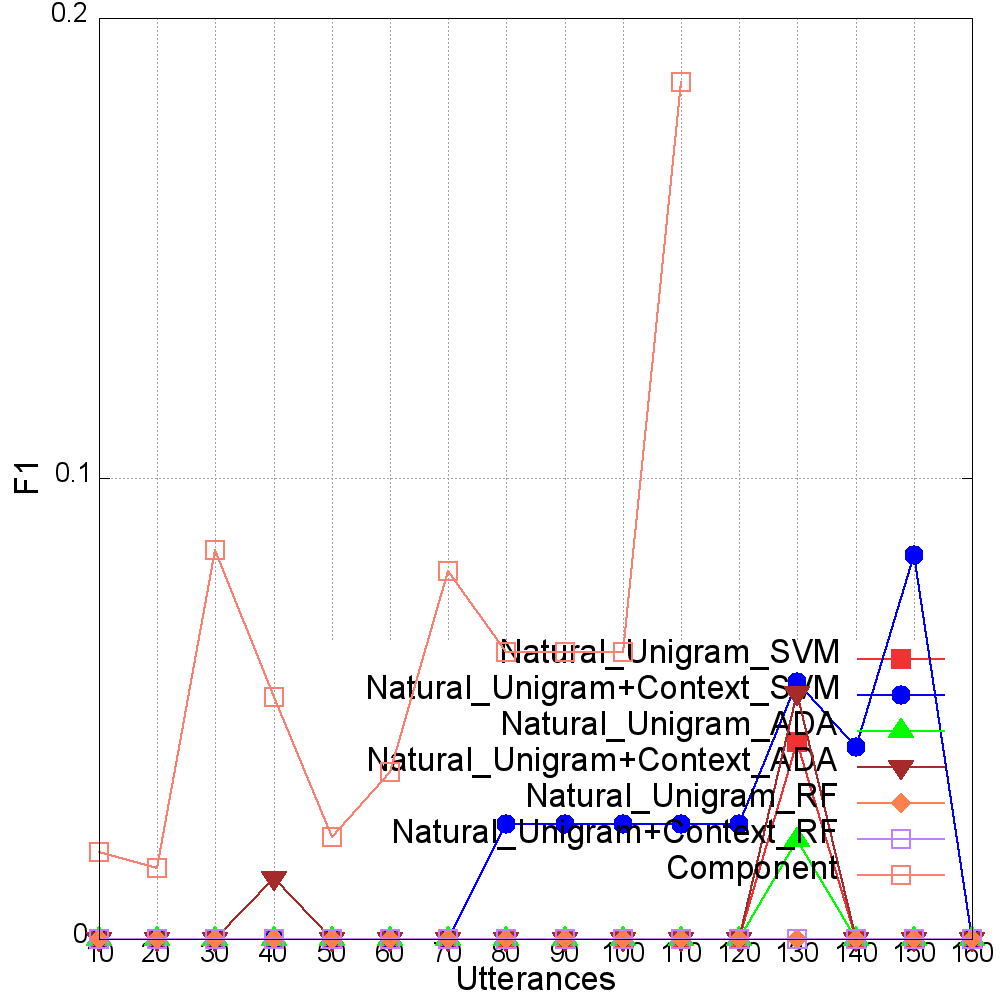 0.2
F1
0.1
Natural_Unigram_SVM
Natural_Unigram+Context_SVM
Natural_Unigram_ADA
Natural_Unigram+Context_ADA
Natural_Unigram_RF
Natural_Unigram+Context_RF
Component
0
10 20 30 40 50 60 70 80 90 100 110 120 130 140 150 160
Utterances